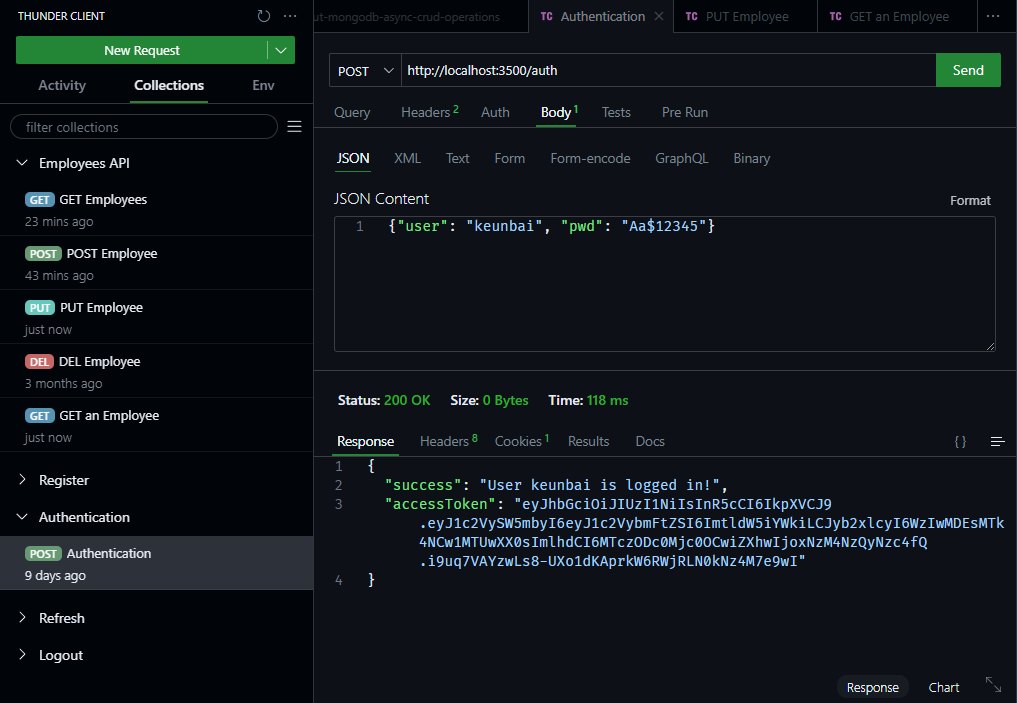 THUNDER CLIENT
New Request
Activity Collections Env
filter collections
Employees API
GET GET Employees
23 mins ago
POST POST Employee
43 mins ago
PUT PUT Employee
just now
DEL DEL Employee
3 months ago
GET GET an Employee
just now
Register
Authentication
POST Authentication
9 days ago
Refresh
Logout
ut-mongodb-async-crud-operations TC Authentication TC PUT Employee TC GET an Employee
POST http://localhost:3500/auth Send
Query Headers 2 Auth Body 1 Tests Pre Run
JSON XML Text Form Form-encode GraphQL Binary
JSON Content Format
1 {"user": "keunbai", "pwd": "Aa$12345"}
Status: 200 OK Size: 0 Bytes Time: 118 ms
Response Headers 8 Cookies 1 Results Docs { }
1 {
2 "success": "User keunbai is logged in!",
3 "accessToken": "eyJhbGciOiJIUzI1NiIsInR5cCI6IkpXVCJ9
.eyJ1c2VySW5mbyI6eyJ1c2VybmFtZSI6ImtldW5iYWkiLCJyb2xlcyI6WzIwMDEsMTk
4NCw1MTUwXX0sImlhdCI6MTczODc0Mjc0OCwiZXhwIjoxNzM4NzQyNzc4fQ
.i9uq7VAYzwLs8-UXo1dKAprkW6RWjRLN0kNz4M7e9wI"
4 }
Response Chart